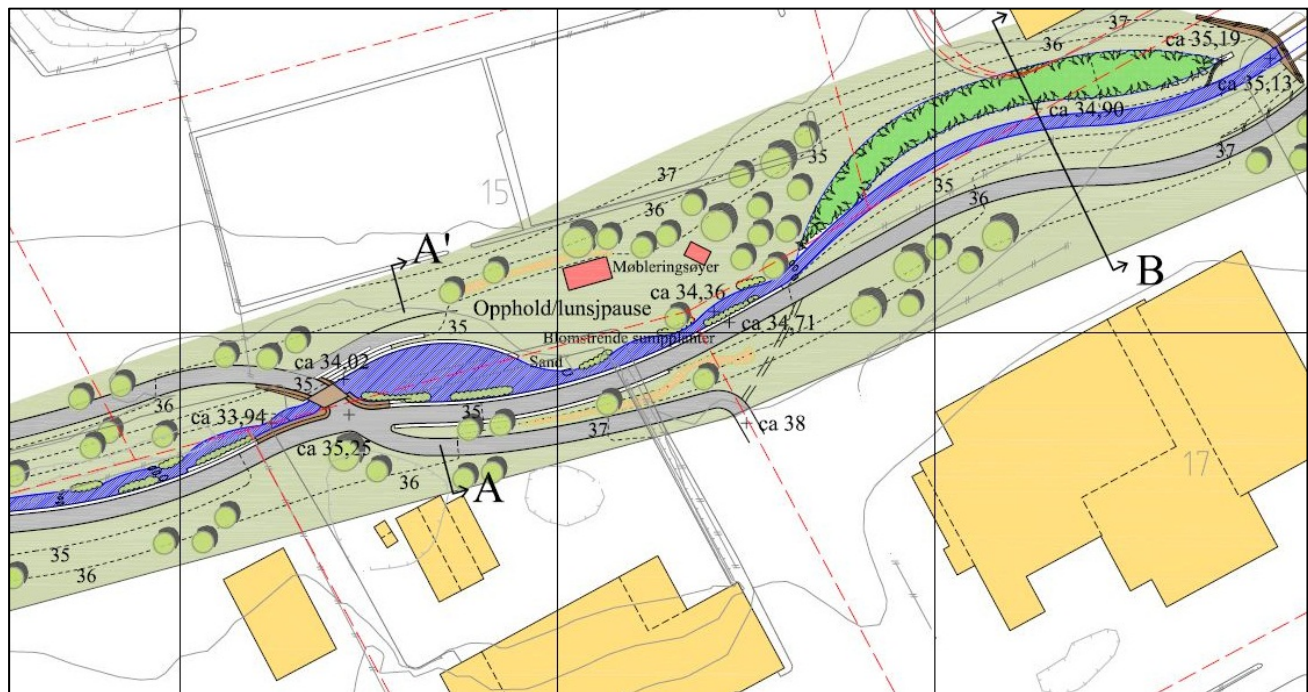 37
36
ca 35,19
ca 35,13
ca 34,90
37
35
37
36
15
35
36
A'
Møbleringsøyer
ca 34,36
B
Opphold/lunsjpause
35
ca 34,71
Blomstrende sumpplanter
Sand
ca 34,02
35
36
ca 33,94
35
37
ca 38
ca 35,25
36
A
17
35
36